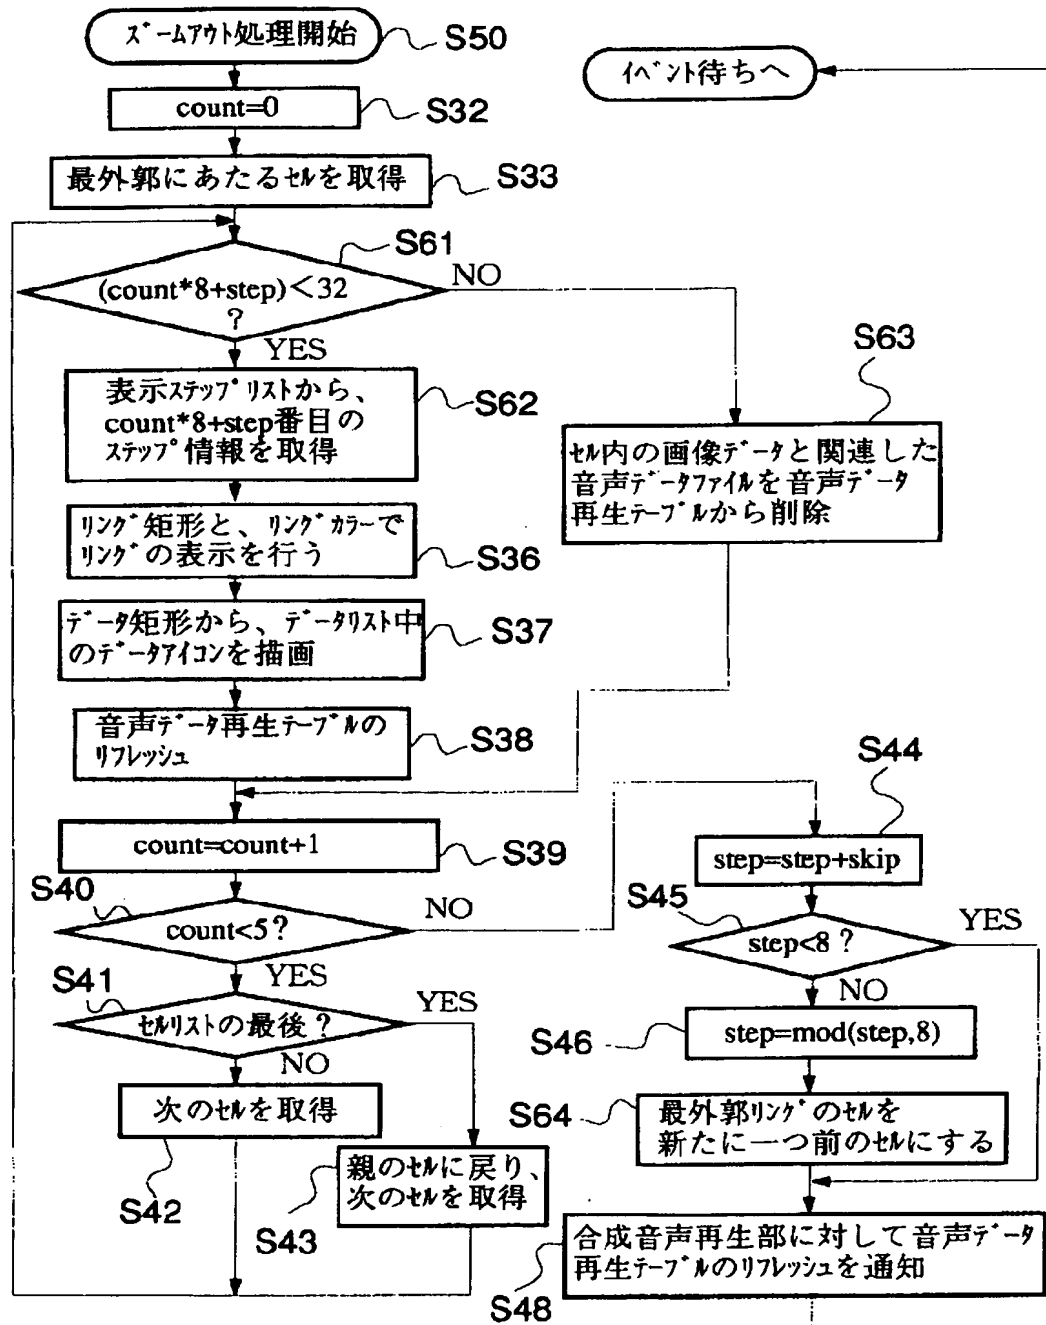 ズームアウト処理開始
S50
イベント待ちへ
count=0
S32
最外郭にあたるセルを取得
S33
S61
(count*8+step)<32
?
NO
YES
S63
表示ステップリストから、
count*8+step番目の
ステップ情報を取得
S62
セル内の画像データと関連した
音声データファイルを音声データ
再生テーブルから削除
リング矩形と、リングカラーで
リングの表示を行う
S36
データ矩形から、データリスト中
のデータアイコンを描画
S37
音声データ再生テーブルの
リフレッシュ
S38
S44
count=count+1
S39
step=step+skip
S40
count<5?
NO
YES
S45
step<8?
YES
NO
S41
セルリストの最後?
YES
NO
step=mod(step,8)
S46
次のセルを取得
S42
S64
最外郭リングのセルを
新たに一つ前のセルにする
親のセルに戻り、
次のセルを取得
S43
合成音声再生部に対して音声データ
再生テーブルのリフレッシュを通知
S48